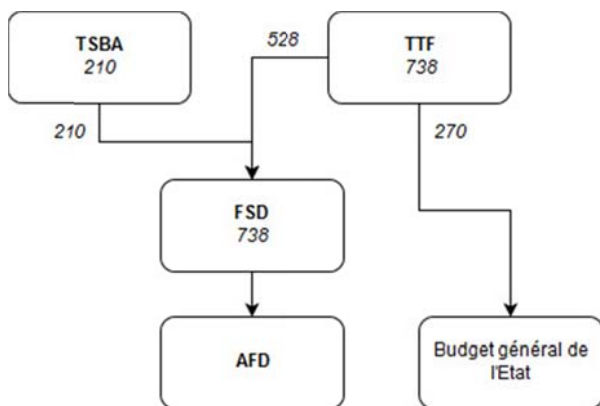 TSBA
210
528
TTF
738
210
270
FSD
738
AFD
Budget général de
l'Etat